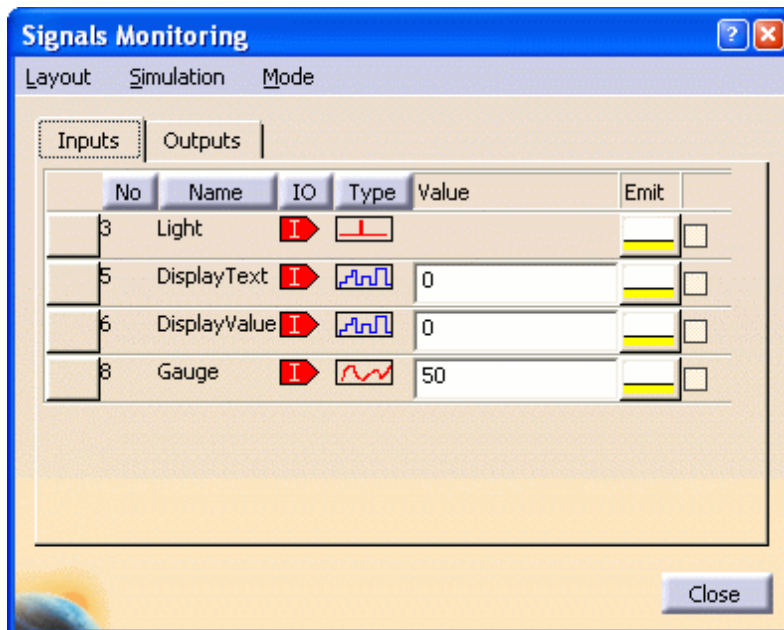 Signals Monitoring
Layout Simulation Mode
Inputs Outputs
No Name IO Type Value Emit
3 Light I
5 DisplayText I 0
6 DisplayValue I 0
8 Gauge I 50
Close